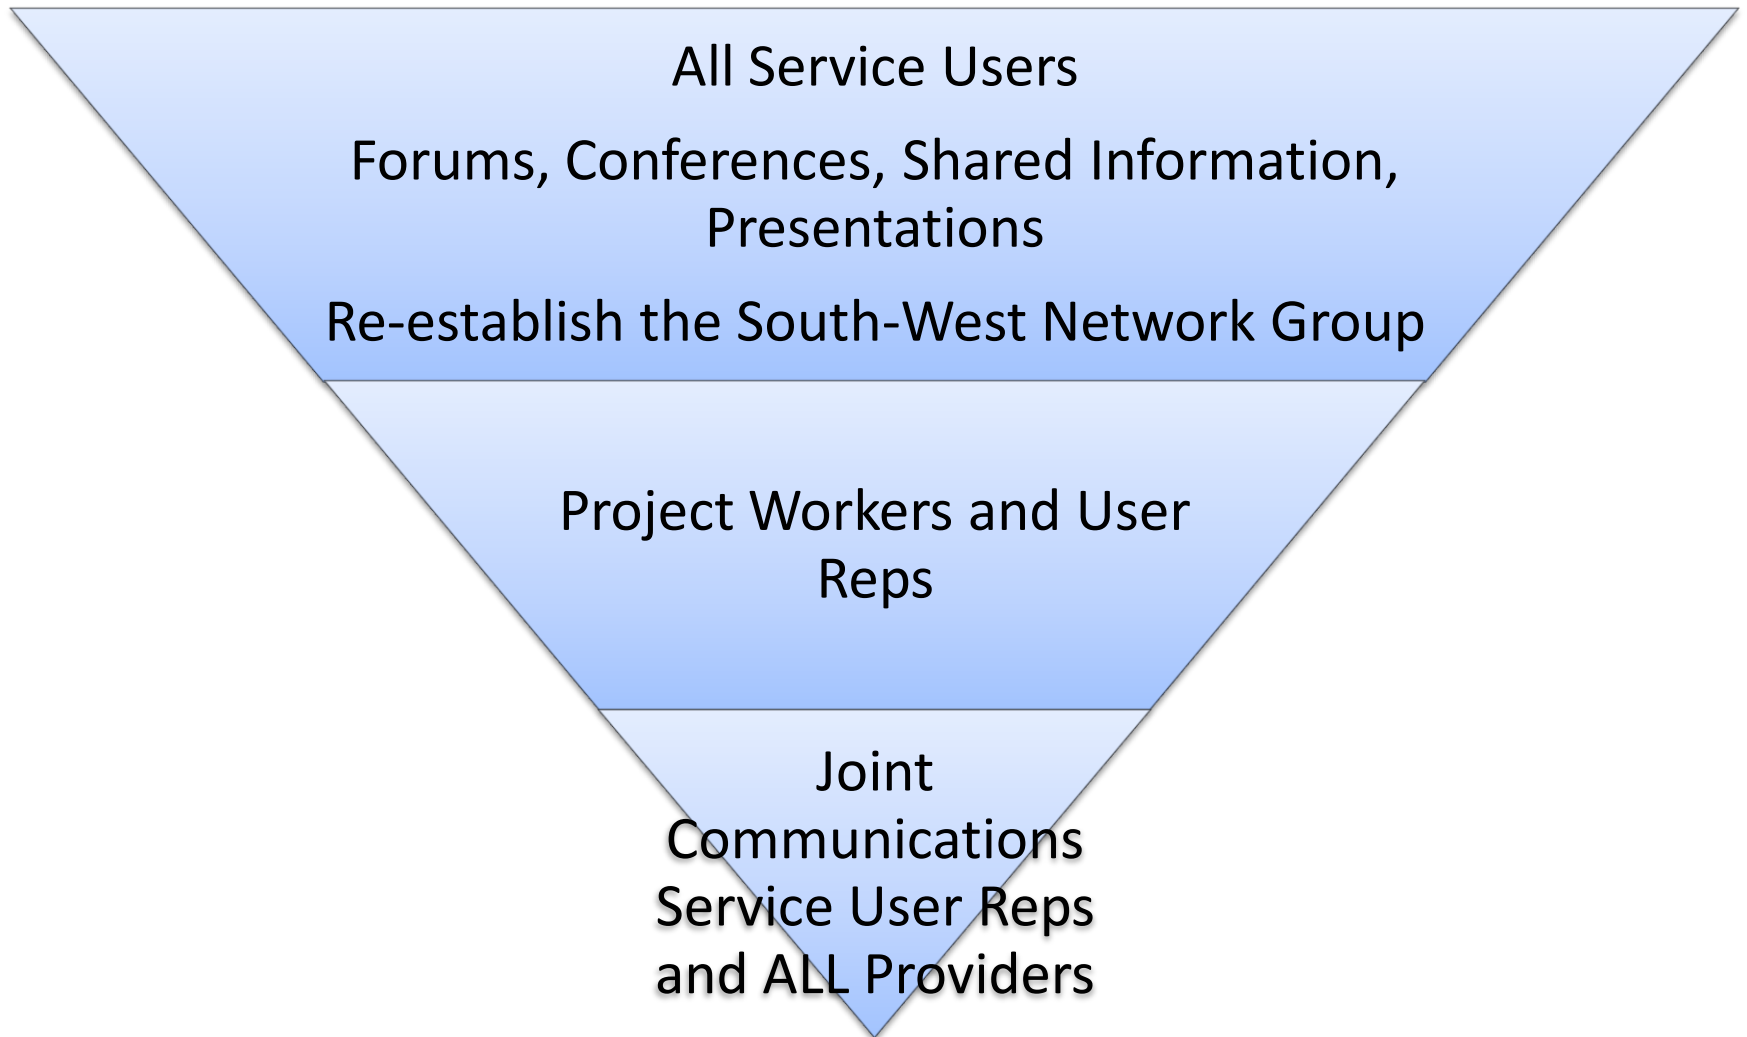 All Service Users
Forums, Conferences, Shared Information,
Presentations
Re-establish the South-West Network Group
Project Workers and User
Reps
Joint
Communications
Service User Reps
and ALL Providers